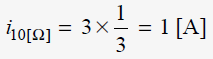 i₁₀[Ω] = 3 × 1/3 = 1 [A]